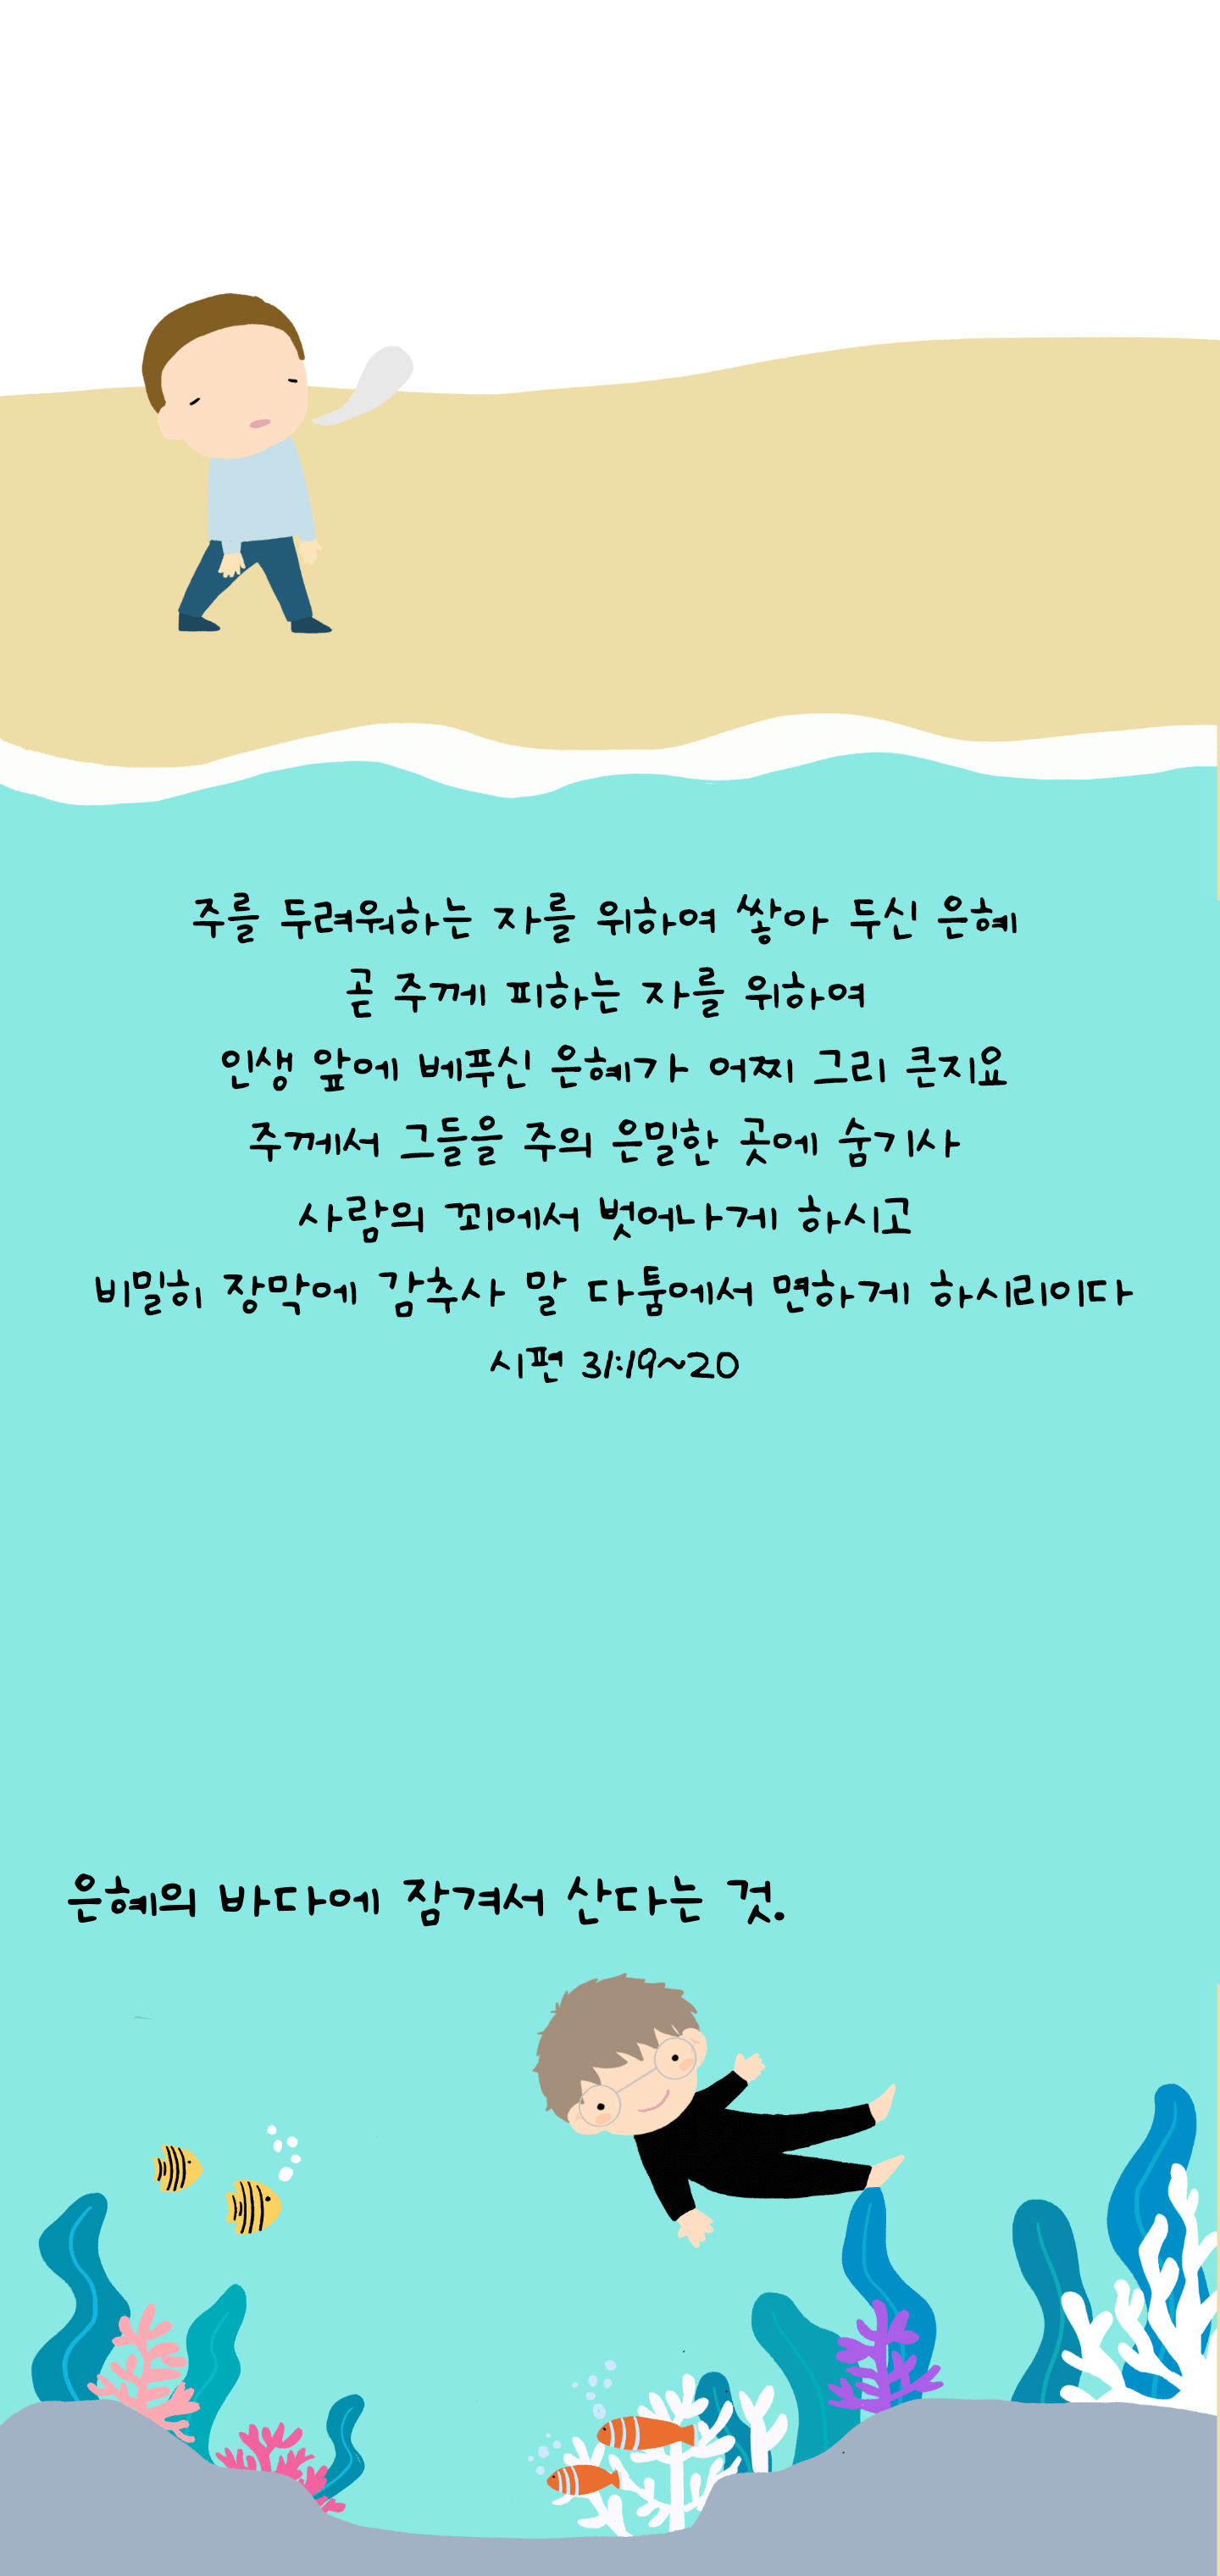 주를 두려워하는 자를 위하여 쌓아 두신 은혜
곧 주께 피하는 자를 위하여
인생 앞에 베푸신 은혜가 어찌 그리 큰지요
주께서 그들을 주의 은밀한 곳에 숨기사
사람의 꾀에서 벗어나게 하시고
비밀히 장막에 감추사 말 다툼에서 면하게 하시리이다
시편 31:19~20
은혜의 바다에 잠겨서 산다는 것.